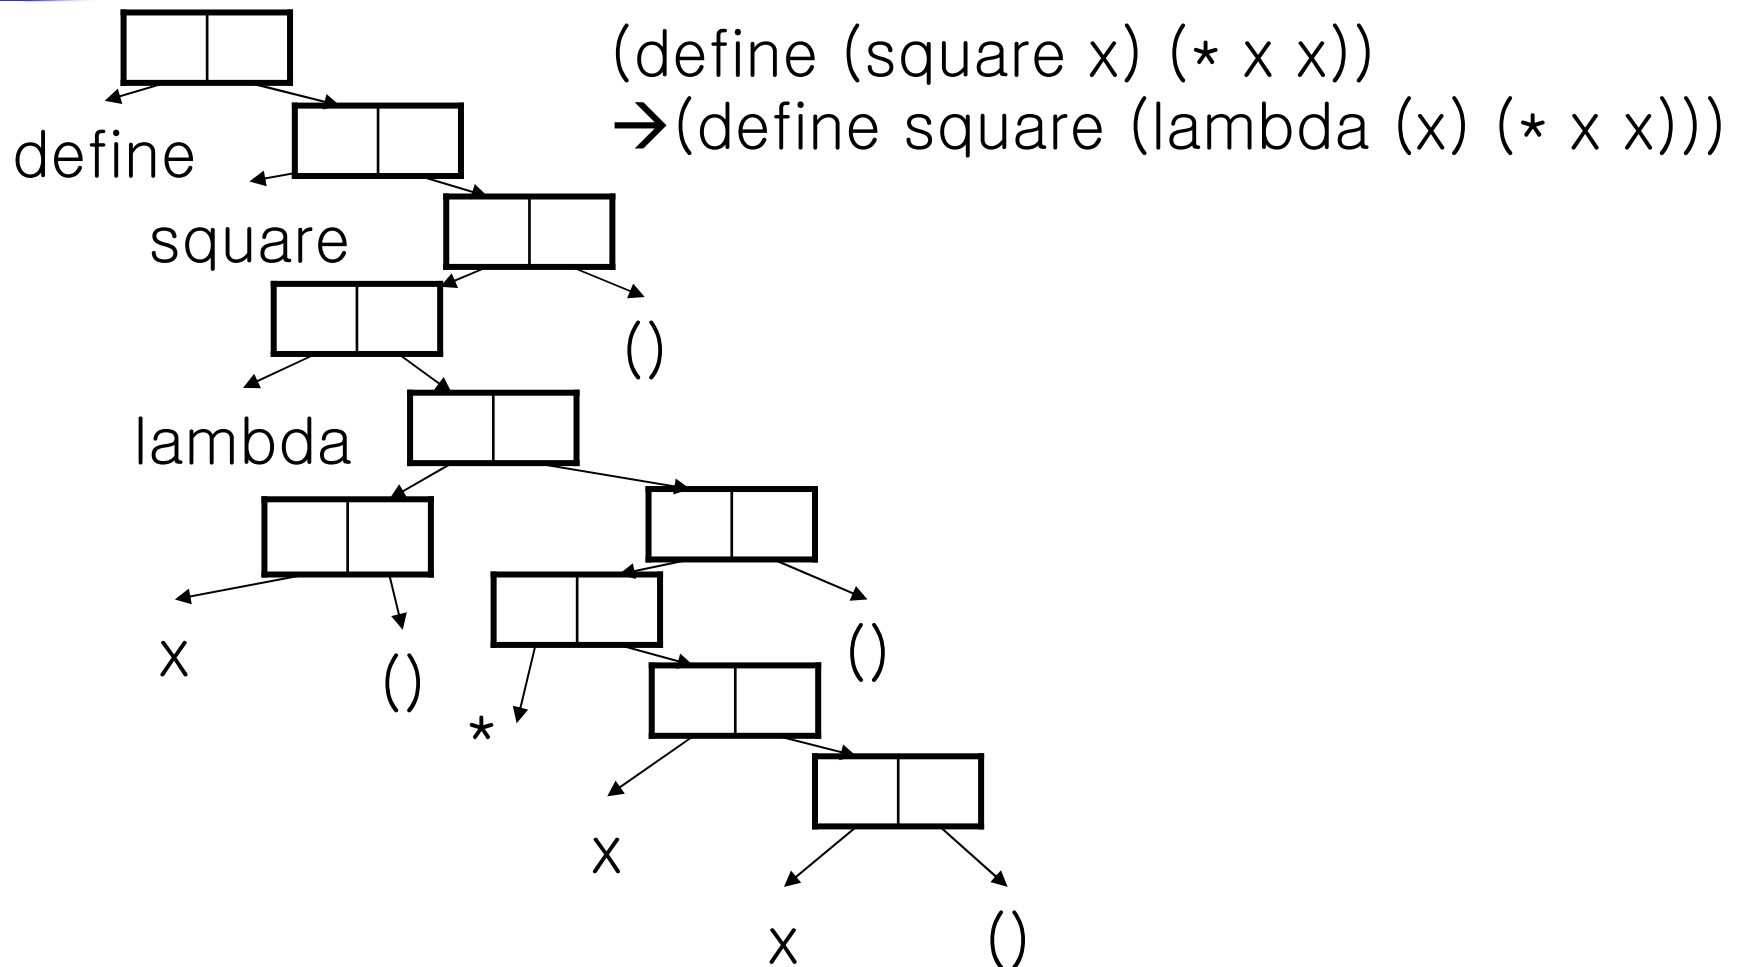 (define (square x) (* x x))
→(define square (lambda (x) (* x x)))
define
square
()
lambda
x
()
*
()
x
x
()